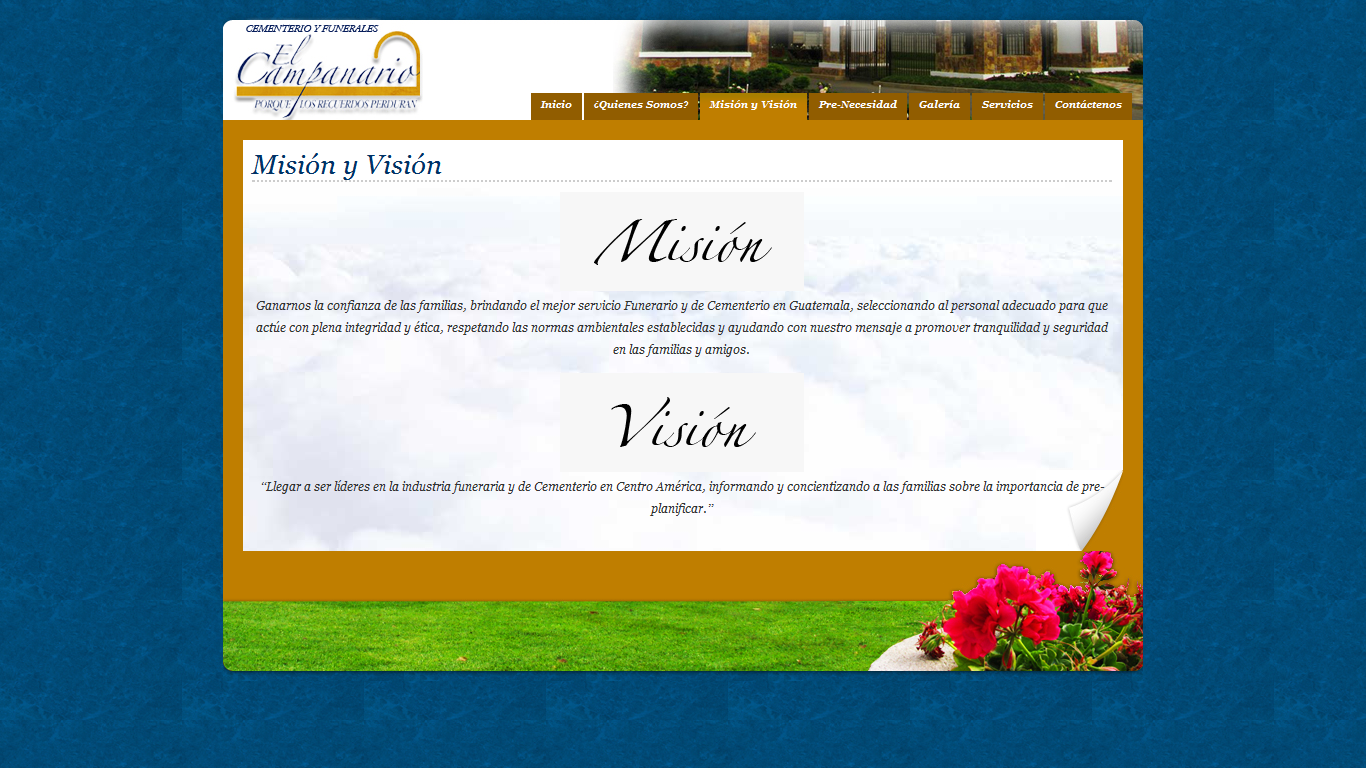 CEMENTERIO Y FUNERALES
El
Campanario
PORQUE LOS RECUERDOS PERDURAN
Inicio ¿Quienes Somos? Misión y Visión Pre-Necesidad Galería Servicios Contáctenos
Misión y Visión
Misión
Ganarnos la confianza de las familias, brindando el mejor servicio Funerario y de Cementerio en Guatemala, seleccionando al personal adecuado para que
actúe con plena integridad y ética, respetando las normas ambientales establecidas y ayudando con nuestro mensaje a promover tranquilidad y seguridad
en las familias y amigos.
Visión
“Llegar a ser líderes en la industria funeraria y de Cementerio en Centro América, informando y concientizando a las familias sobre la importancia de pre-
planificar.”